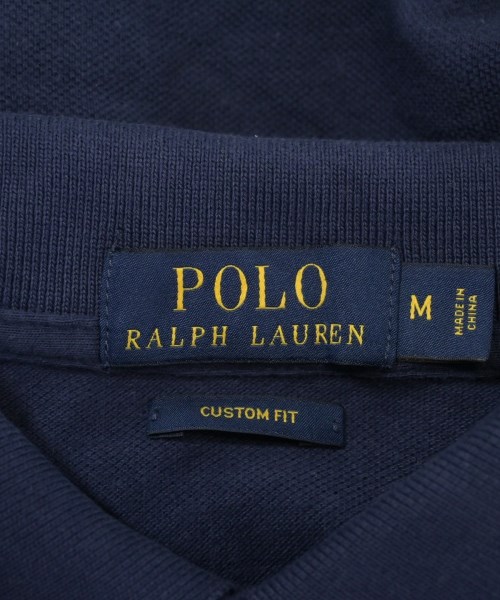 POLO
RALPH LAUREN
M
MADE IN
CHINA
CUSTOM FIT